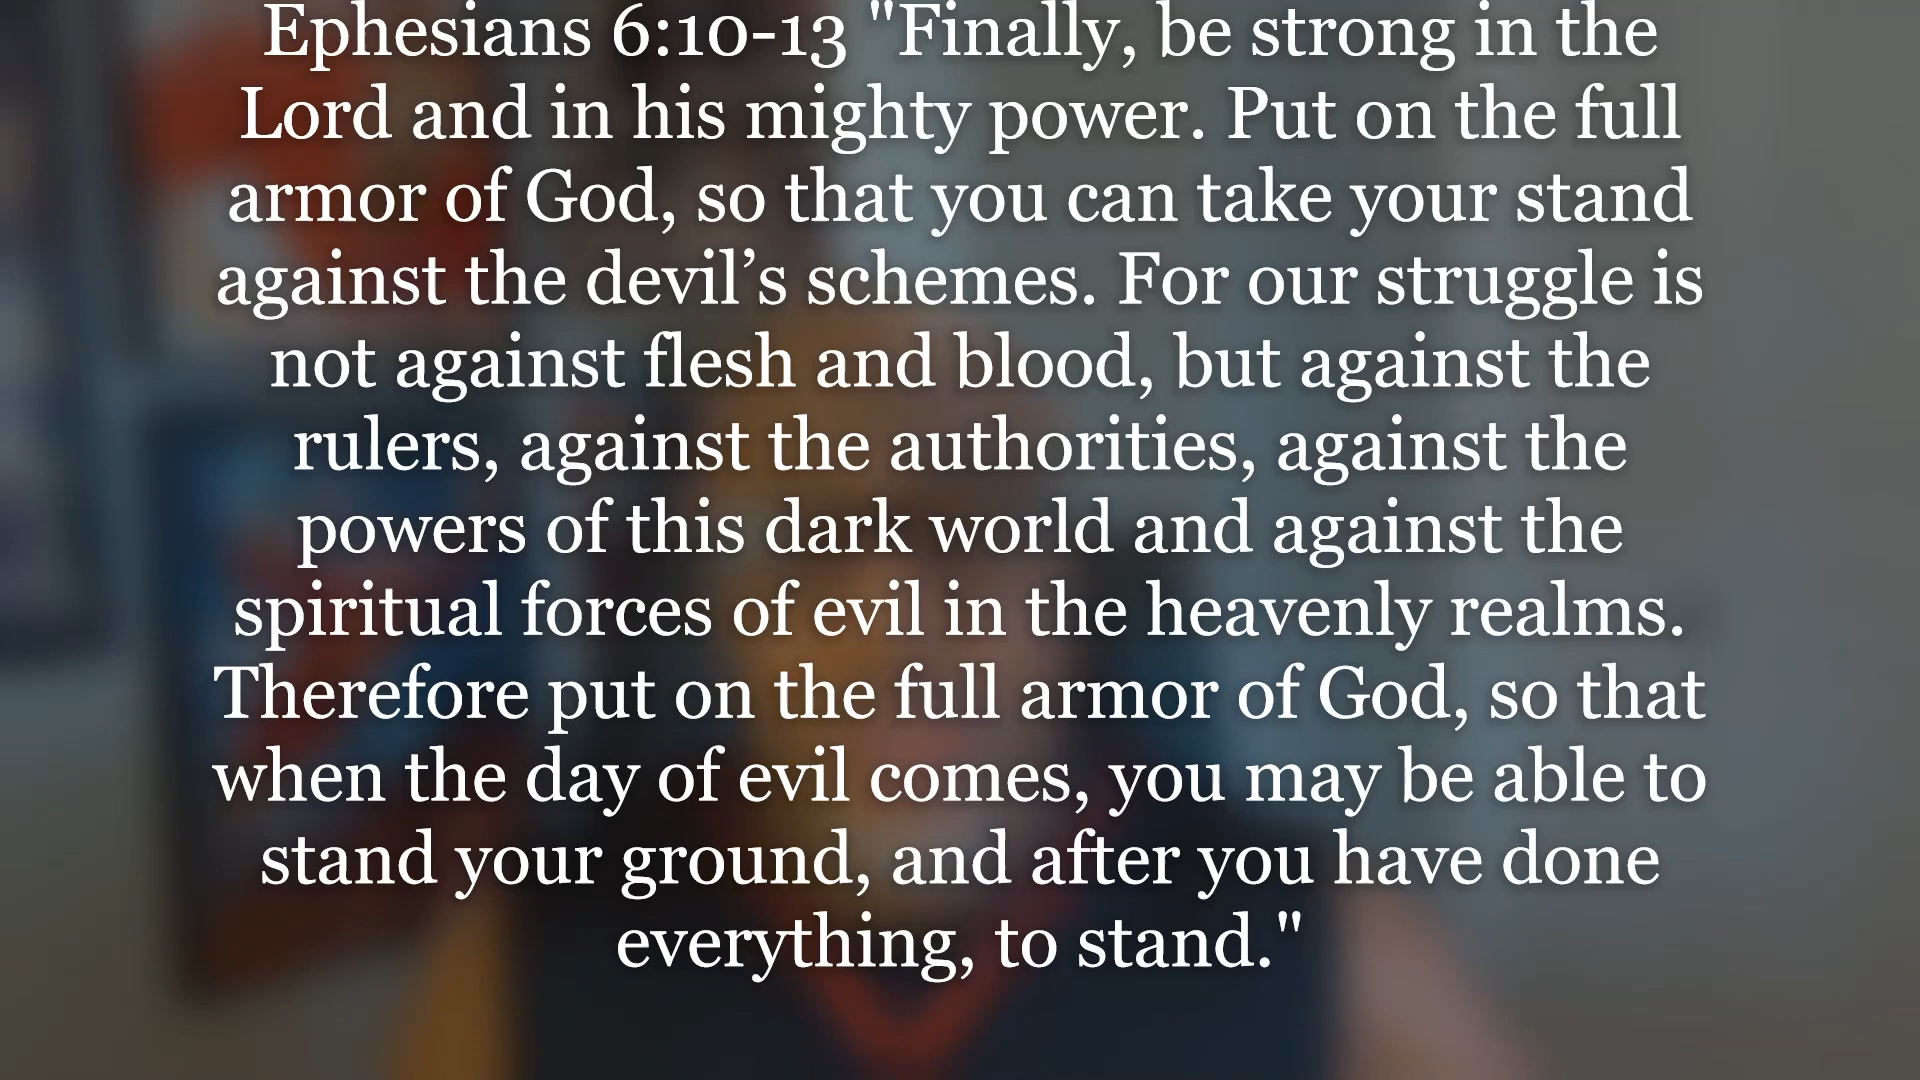 Ephesians 6:10-13 "Finally, be strong in the
Lord and in his mighty power. Put on the full
armor of God, so that you can take your stand
against the devil’s schemes. For our struggle is
not against flesh and blood, but against the
rulers, against the authorities, against the
powers of this dark world and against the
spiritual forces of evil in the heavenly realms.
Therefore put on the full armor of God, so that
when the day of evil comes, you may be able to
stand your ground, and after you have done
everything, to stand."